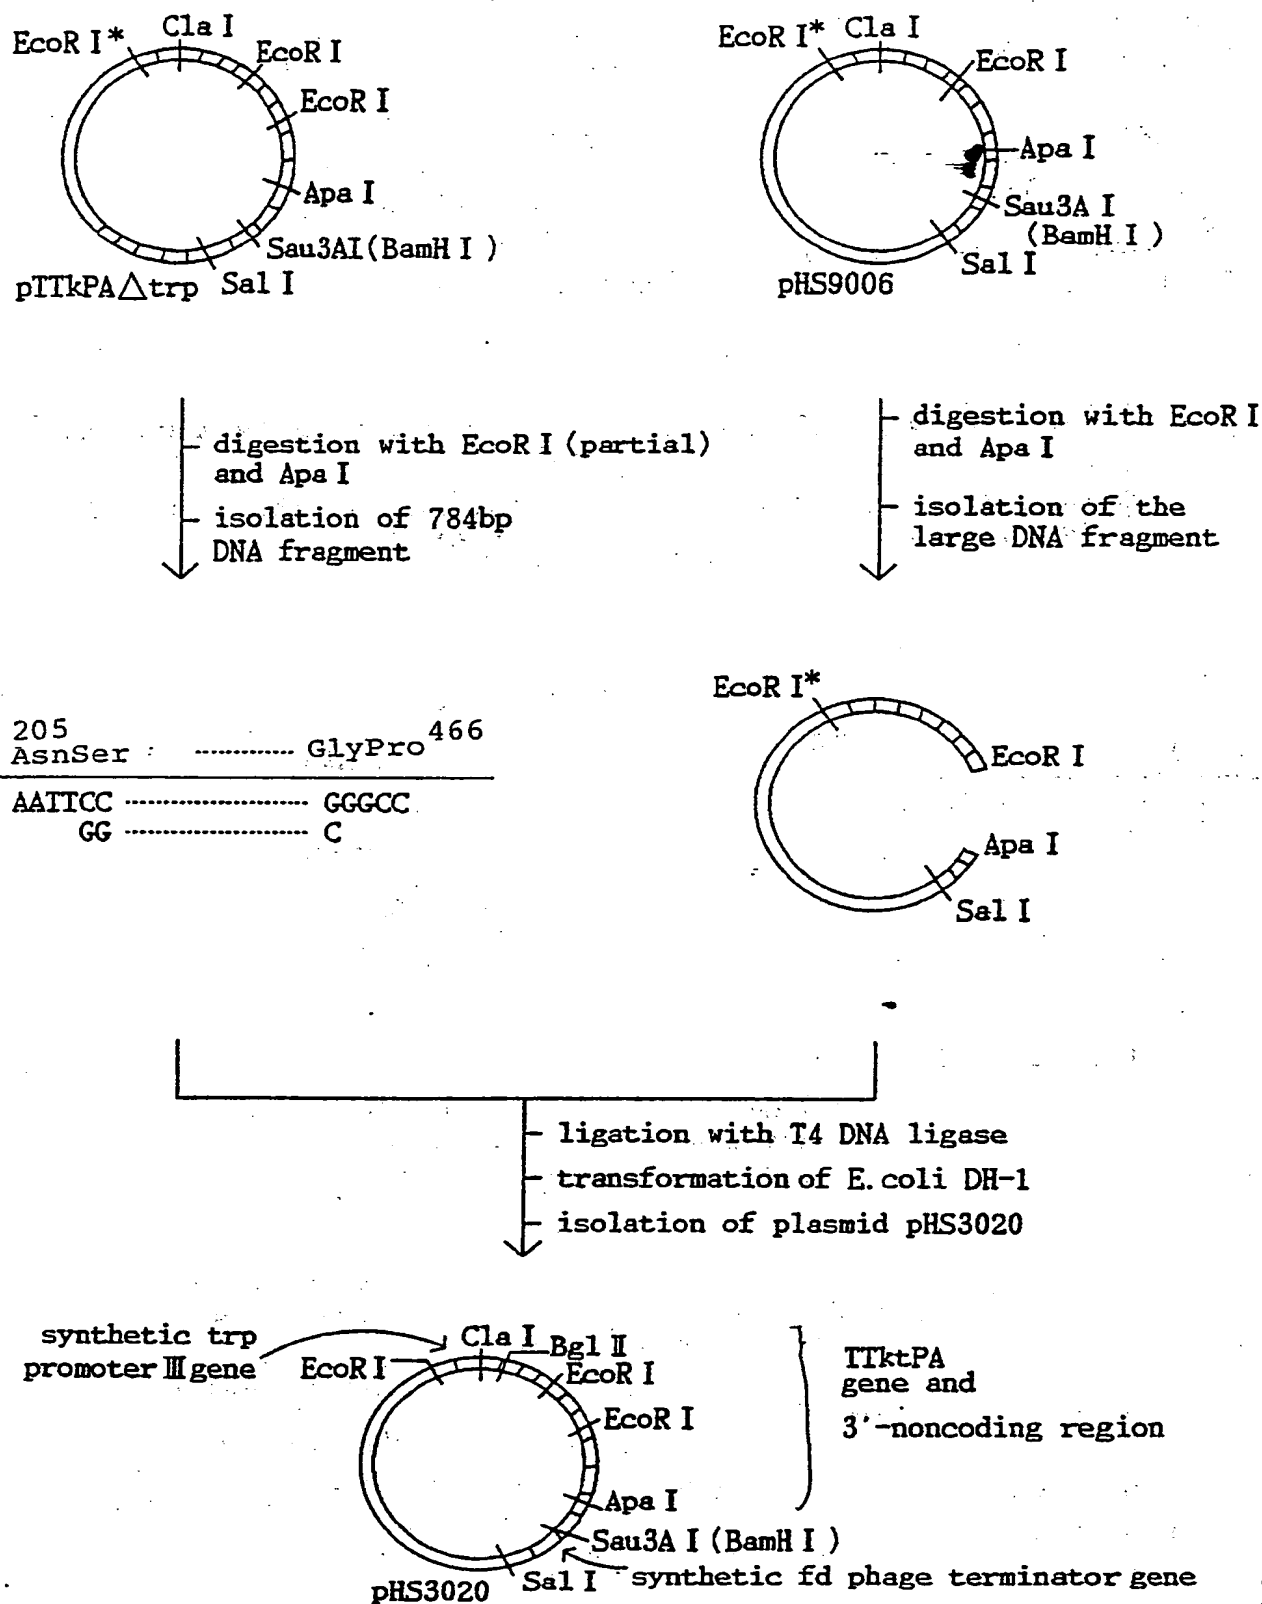 EcoR I* Cla I EcoR I
EcoR I
Apa I
Sau3AI(BamH I)
Sal I
pTTkPA△trp
EcoR I* Cla I
EcoR I
Apa I
Sau3A I
(BamH I)
Sal I
pHS9006
digestion with EcoR I (partial)
and Apa I
isolation of 784bp
DNA fragment
digestion with EcoR I
and Apa I
isolation of the
large DNA fragment
205
AsnSer ------------ GlyPro 466
AATTCC ---------------------- GGGCC
GG ---------------------- C
EcoR I*
EcoR I
Apa I
Sal I
ligation with T4 DNA ligase
transformation of E.coli DH-1
isolation of plasmid pHS3020
synthetic trp
promoter Ⅲ gene
EcoR I
Cla I
Bgl Ⅱ
EcoR I
EcoR I
Apa I
Sau3A I (BamH I)
Sal I
synthetic fd phage terminator gene
pHS3020
TTktPA
gene and
3'-noncoding region